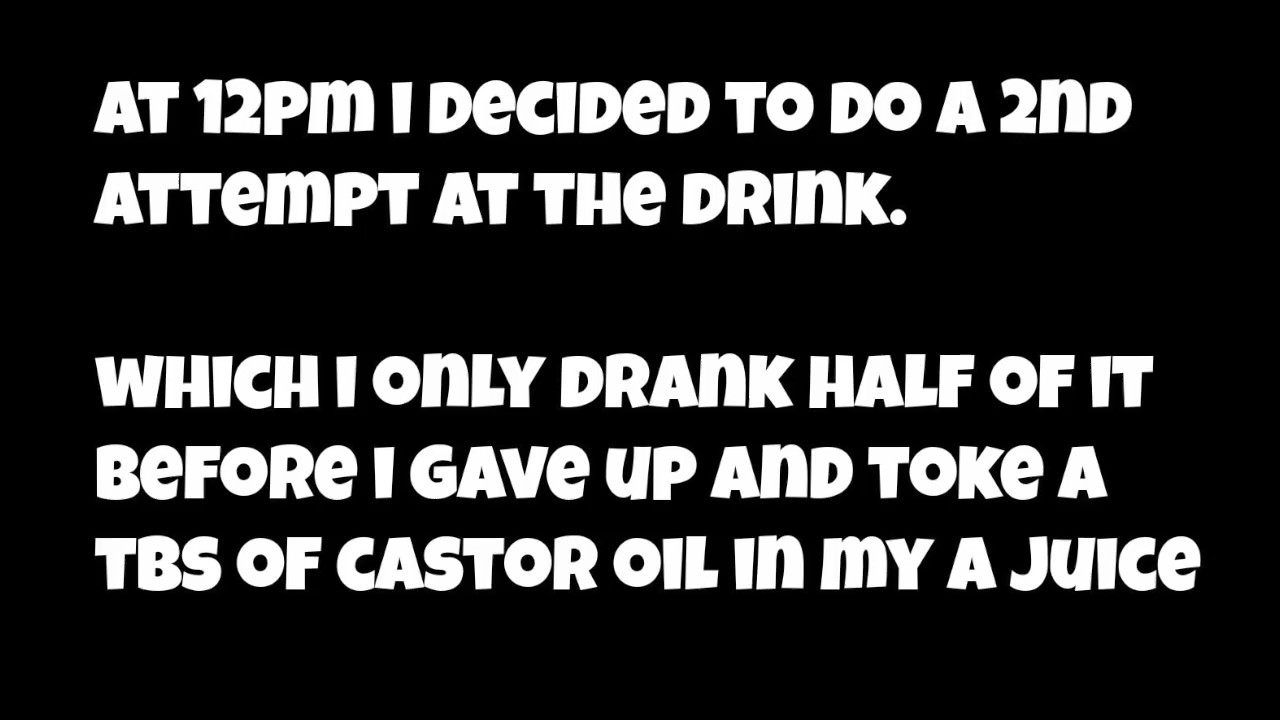 AT 12Pm I DeCIDeD TO DO A 2nD
ATTemPT AT THe DRInK.
WHICH I OnLY DRAnK HALF OF IT
BeFORe I GAVe uP AnD TOKe A
TBS OF CASTOR OIL In mY A JuICe